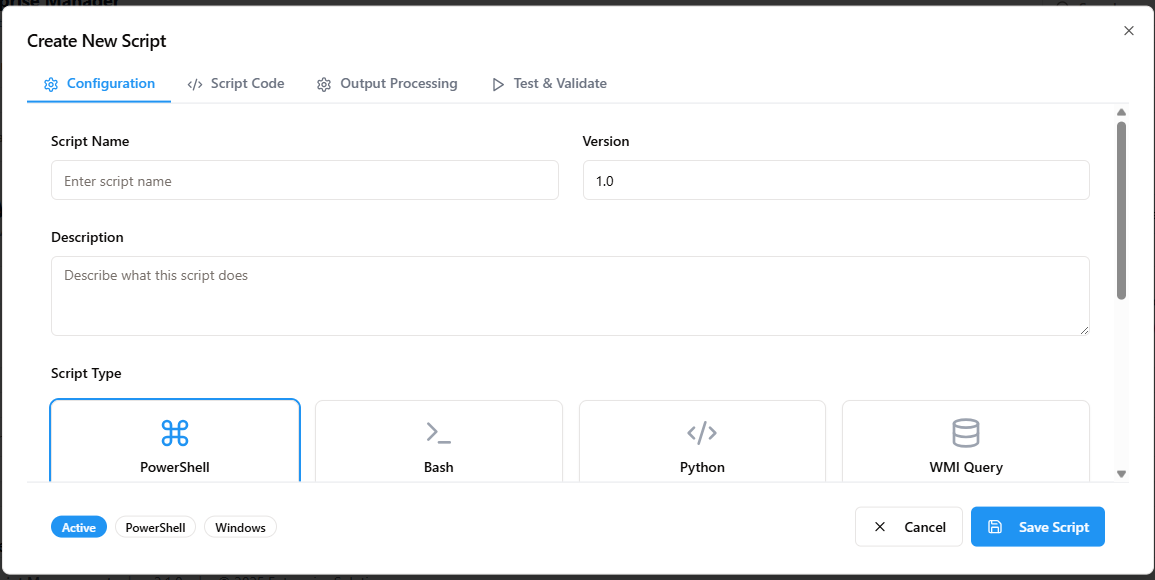 Create New Script
Configuration
Script Code
Output Processing
Test & Validate
Script Name
Version
Enter script name
1.0
Description
Describe what this script does
Script Type
PowerShell
Bash
Python
WMI Query
Active
PowerShell
Windows
Cancel
Save Script